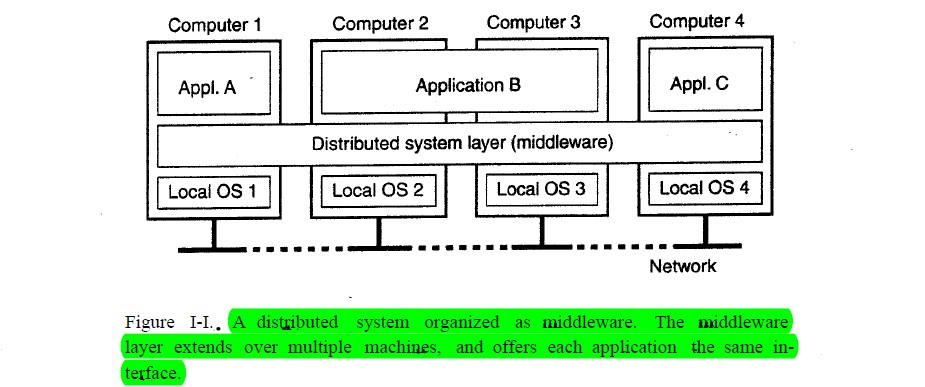 Computer 1 Computer 2 Computer 3 Computer 4
Appl. A Application B Appl. C
Distributed system layer (middleware)
Local OS 1 Local OS 2 Local OS 3 Local OS 4
Network
Figure I-I. A distributed system organized as middleware. The middleware
layer extends over multiple machines, and offers each application the same in-
terface.